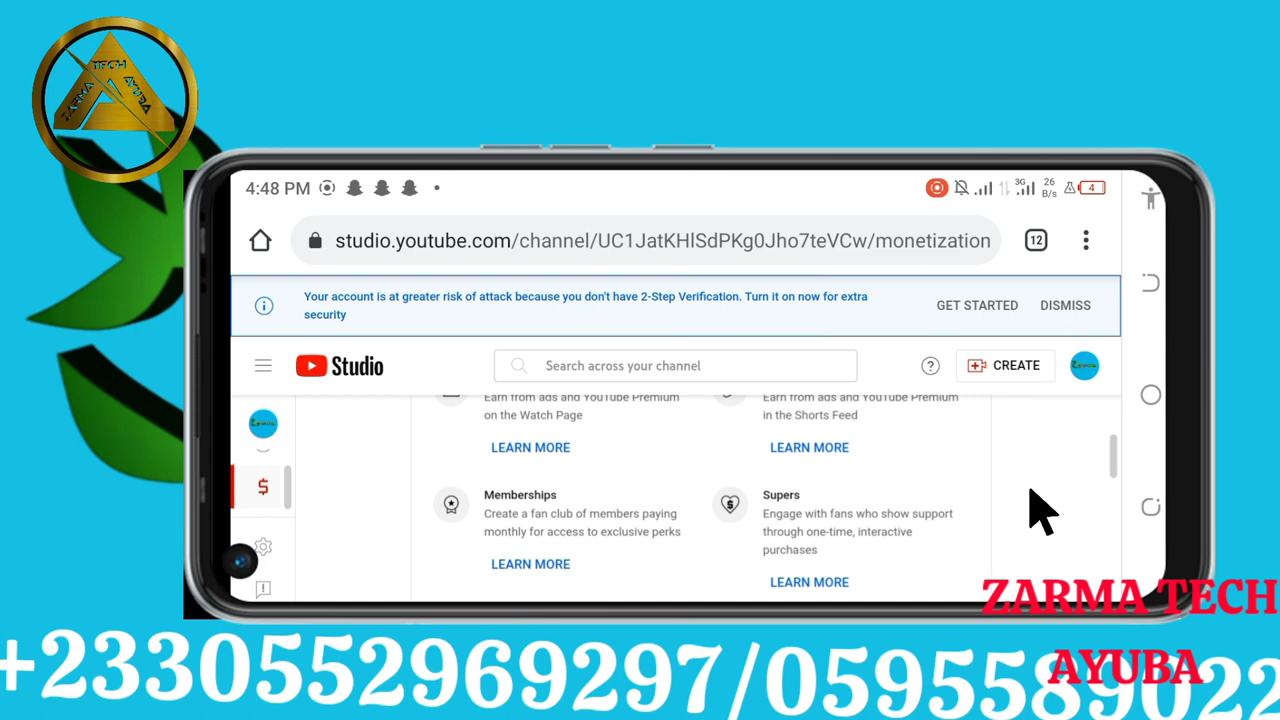 TECH
ZARMA AYUBA
4:48 PM
3G 26 B/s 4
studio.youtube.com/channel/UC1JatKHlSdPKg0Jho7teVCw/monetization
12
Your account is at greater risk of attack because you don't have 2-Step Verification. Turn it on now for extra
security
GET STARTED DISMISS
Studio
Search across your channel
CREATE
Earn from ads and YouTube Premium
on the Watch Page
LEARN MORE
Earn from ads and YouTube Premium
in the Shorts Feed
LEARN MORE
Memberships
Create a fan club of members paying
monthly for access to exclusive perks
LEARN MORE
Supers
Engage with fans who show support
through one-time, interactive
purchases
LEARN MORE
ZARMA TECH
AYUBA
+2330552969297/0595589022